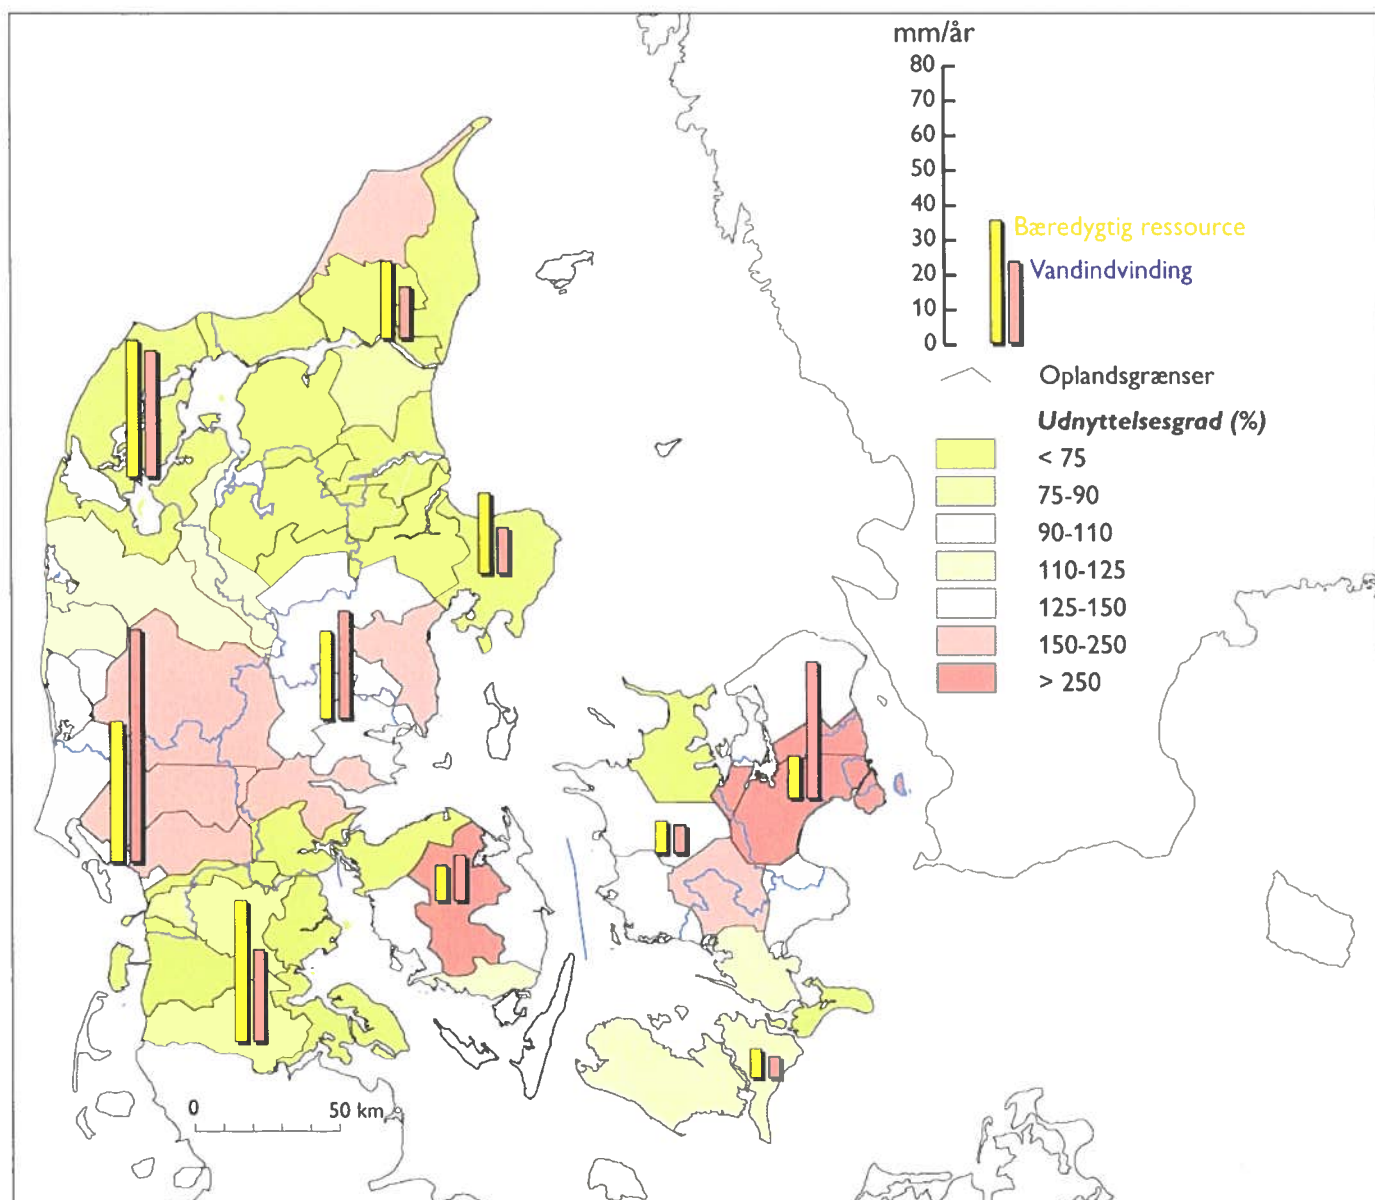 mm/år
80
70
60
50
40
30
20
10
0
Bæredygtig ressource
Vandindvinding
Oplandsgrænser
Udnyttelsesgrad (%)
< 75
75-90
90-110
110-125
125-150
150-250
> 250
0 50 km